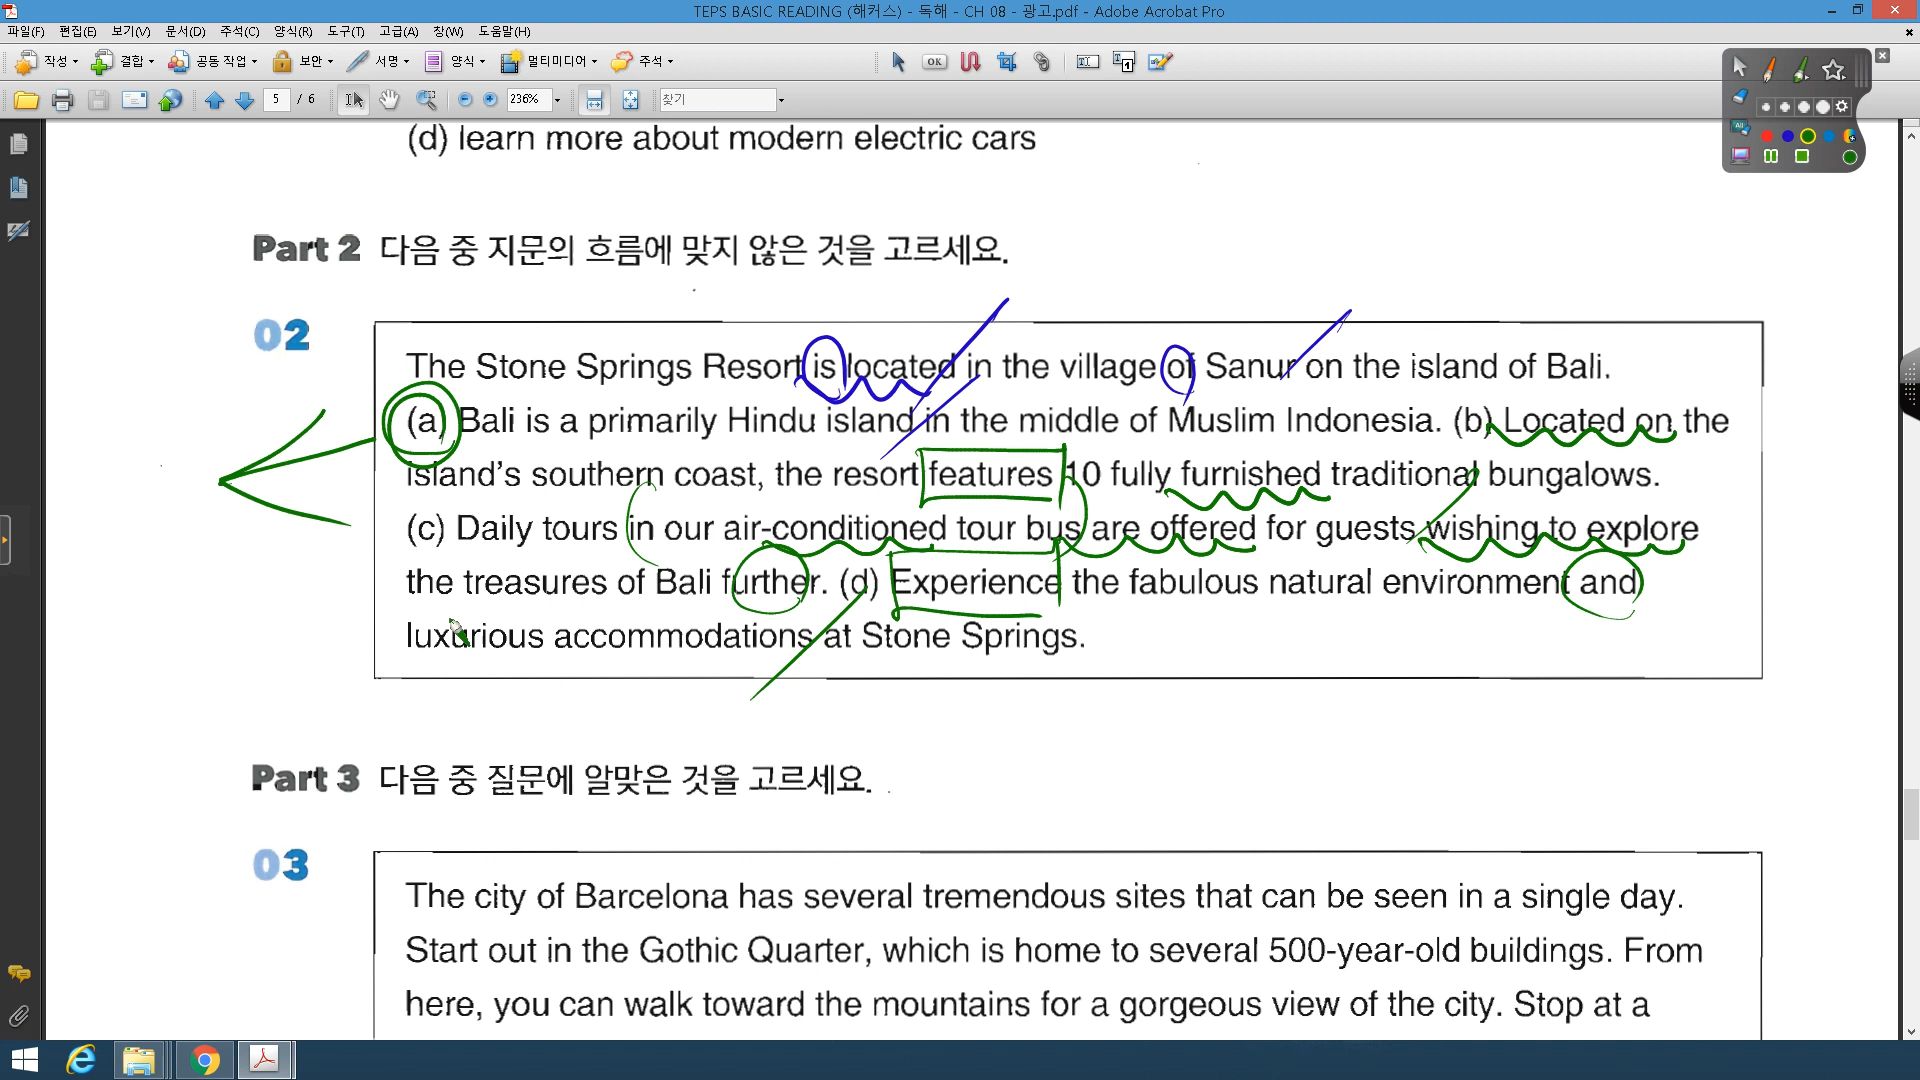 TEPS BASIC READING (해커스) - 독해 - CH 08 - 광고.pdf - Adobe Acrobat Pro
파일(F) 편집(E) 보기(V) 문서(D) 주석(C) 양식(R) 도구(T) 고급(A) 창(W) 도움말(H)
작성 결합 공동 작업 보안 서명 양식 멀티미디어 주석 OK
5 / 6 236% 찾기
(d) learn more about modern electric cars
Part 2 다음 중 지문의 흐름에 맞지 않은 것을 고르세요.
02
The Stone Springs Resort is located in the village of Sanur on the island of Bali.
(a) Bali is a primarily Hindu island in the middle of Muslim Indonesia. (b) Located on the
island's southern coast, the resort features 10 fully furnished traditional bungalows.
(c) Daily tours in our air-conditioned tour bus are offered for guests wishing to explore
the treasures of Bali further. (d) Experience the fabulous natural environment and
luxurious accommodations at Stone Springs.
Part 3 다음 중 질문에 알맞은 것을 고르세요.
03
The city of Barcelona has several tremendous sites that can be seen in a single day.
Start out in the Gothic Quarter, which is home to several 500-year-old buildings. From
here, you can walk toward the mountains for a gorgeous view of the city. Stop at a